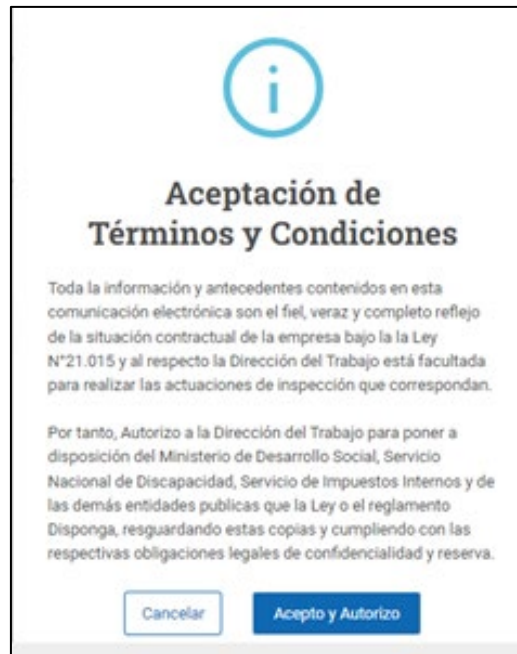 Aceptación de
Términos y Condiciones
Toda la información y antecedentes contenidos en esta
comunicación electrónica son el fiel, veraz y completo reflejo
de la situación contractual de la empresa bajo la la Ley
N°21.015 y al respecto la Dirección del Trabajo está facultada
para realizar las actuaciones de inspección que correspondan.
Por tanto, Autorizo a la Dirección del Trabajo para poner a
disposición del Ministerio de Desarrollo Social, Servicio
Nacional de Discapacidad, Servicio de Impuestos Internos y de
las demás entidades publicas que la Ley o el reglamento
Disponga, resguardando estas copias y cumpliendo con las
respectivas obligaciones legales de confidencialidad y reserva.
Cancelar Acepto y Autorizo